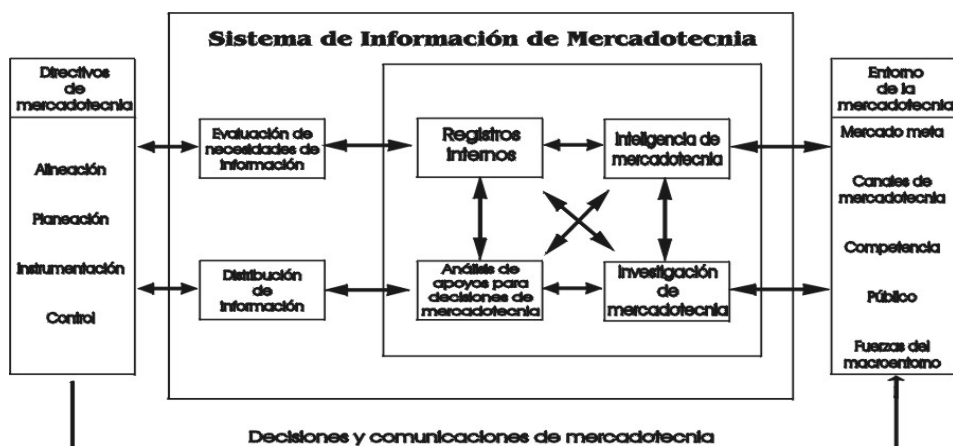 Sistema de Información de Mercadotecnia
Directivos
de
mercadotecnia
Alineación
Planeación
Instrumentación
Control
Evaluación de
necesidades de
información
Distribución
de
información
Registros
internos
Inteligencia de
mercadotecnia
Análisis de
apoyos para
decisiones de
mercadotecnia
Investigación
de
mercadotecnia
Entorno
de la
mercadotecnia
Mercado meta
Canales de
mercadotecnia
Competencia
Público
Fuerzas del
macroentorno
Decisiones y comunicaciones de mercadotecnia